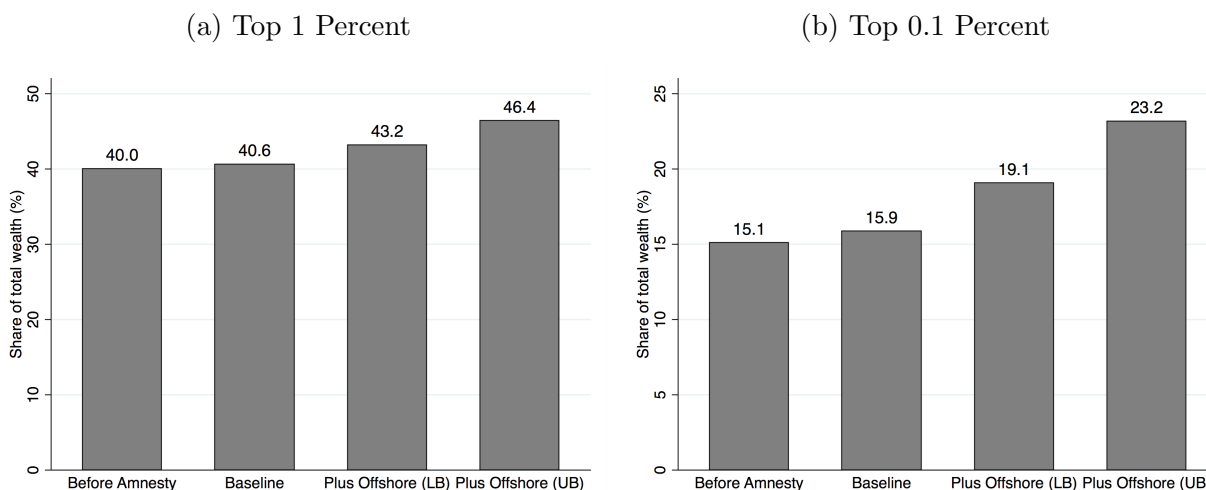 (a) Top 1 Percent
Share of total wealth (%)
50
40
30
20
10
0
40.0
40.6
43.2
46.4
Before Amnesty
Baseline
Plus Offshore (LB)
Plus Offshore (UB)
(b) Top 0.1 Percent
Share of total wealth (%)
25
20
15
10
5
0
15.1
15.9
19.1
23.2
Before Amnesty
Baseline
Plus Offshore (LB)
Plus Offshore (UB